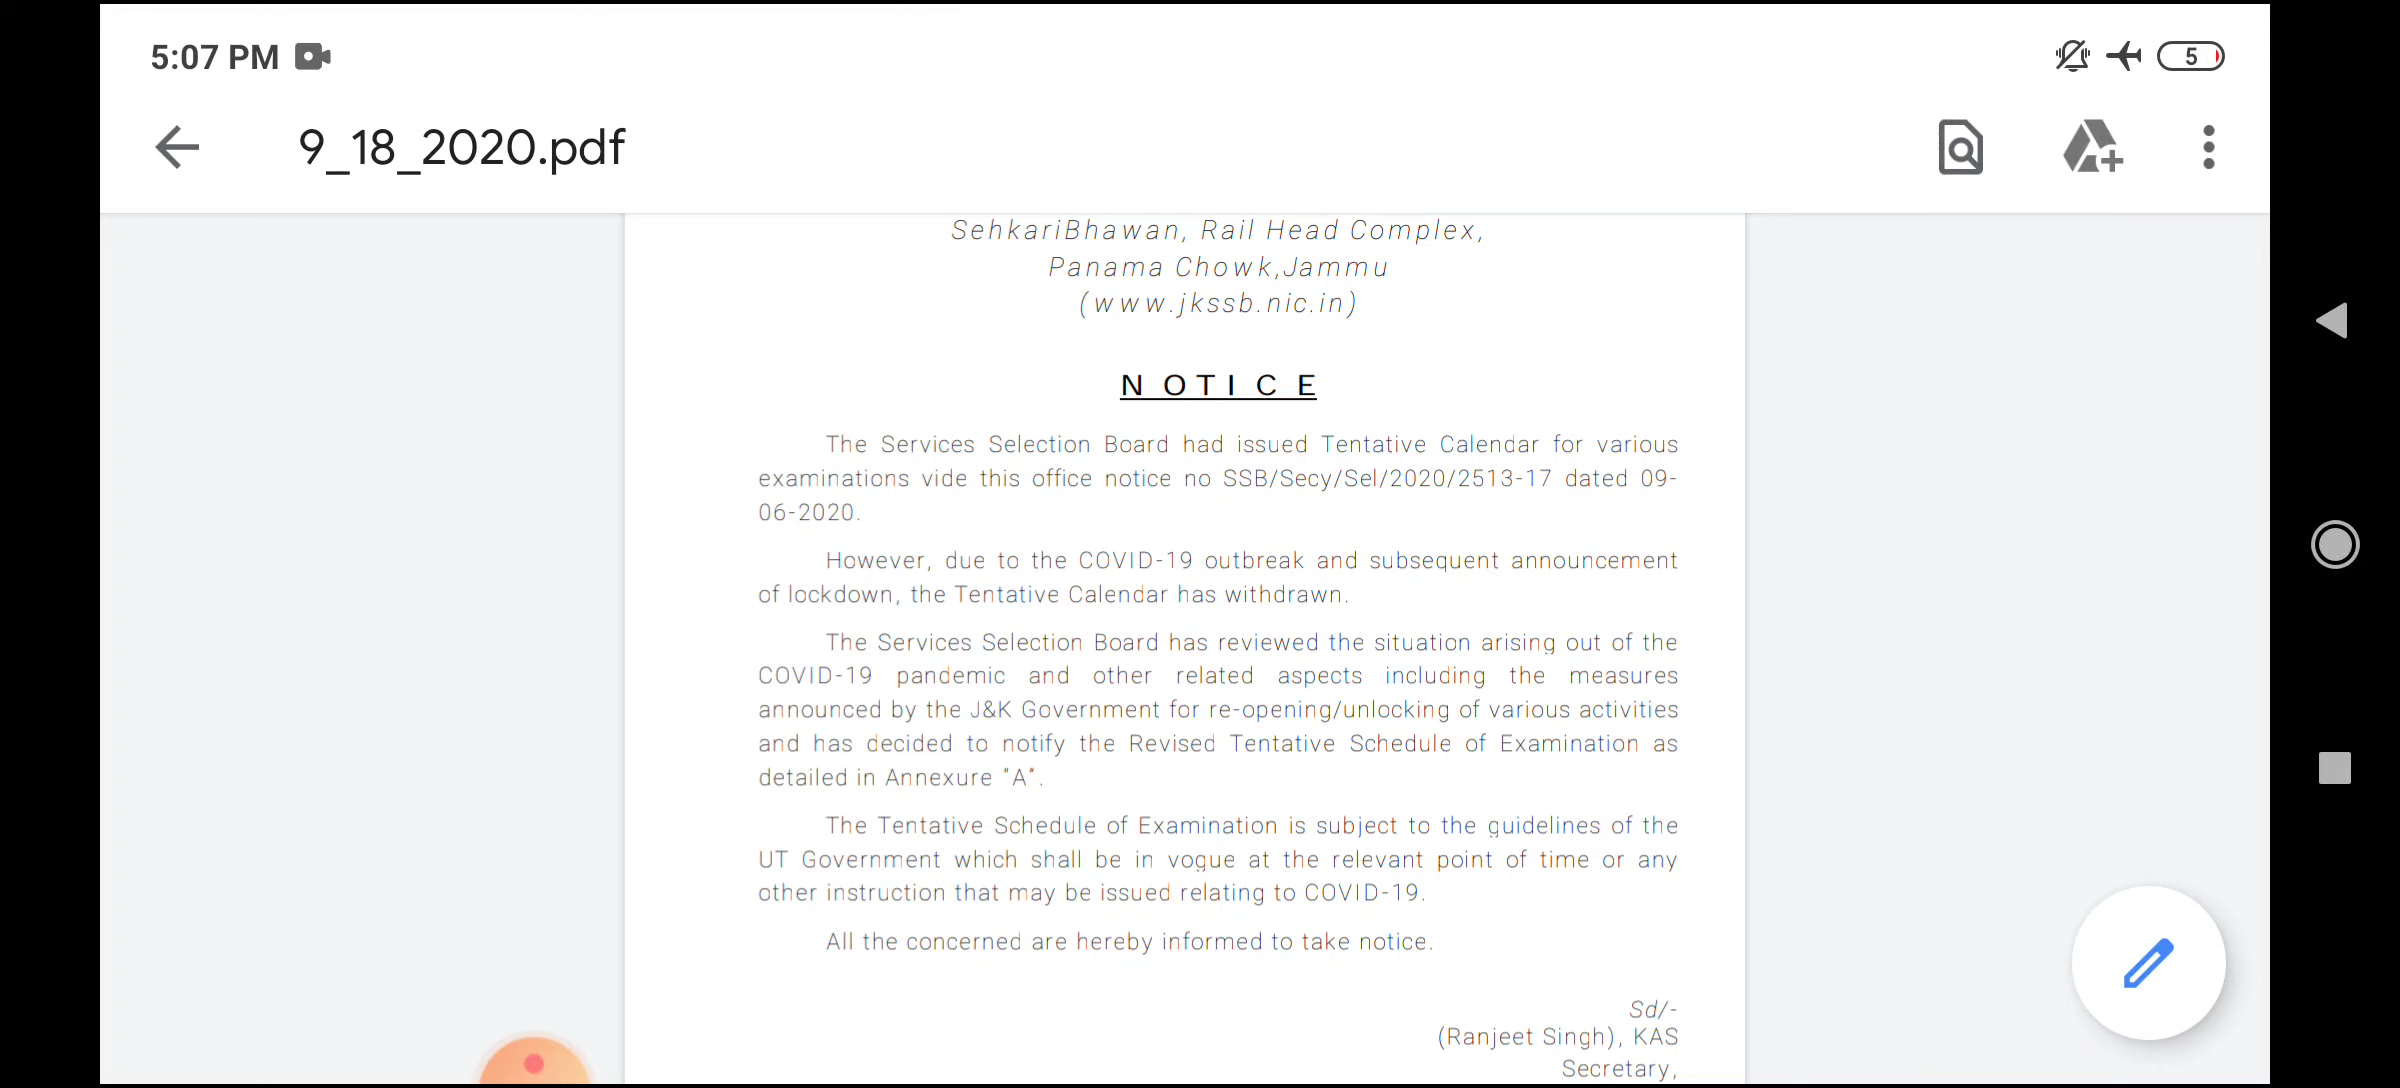 5:07 PM
5
9_18_2020.pdf
SehkariBhawan, Rail Head Complex,
Panama Chowk,Jammu
(www.jkssb.nic.in)
N OTI C E
The Services Selection Board had issued Tentative Calendar for various
examinations vide this office notice no SSB/Secy/Sel/2020/2513-17 dated 09-
06-2020.
However, due to the COVID-19 outbreak and subsequent announcement
of lockdown, the Tentative Calendar has withdrawn.
The Services Selection Board has reviewed the situation arising out of the
COVID-19 pandemic and other related aspects including the measures
announced by the J&K Government for re-opening/unlocking of various activities
and has decided to notify the Revised Tentative Schedule of Examination as
detailed in Annexure "A".
The Tentative Schedule of Examination is subject to the guidelines of the
UT Government which shall be in vogue at the relevant point of time or any
other instruction that may be issued relating to COVID-19.
All the concerned are hereby informed to take notice.
Sd/-
(Ranjeet Singh), KAS
Secretary,